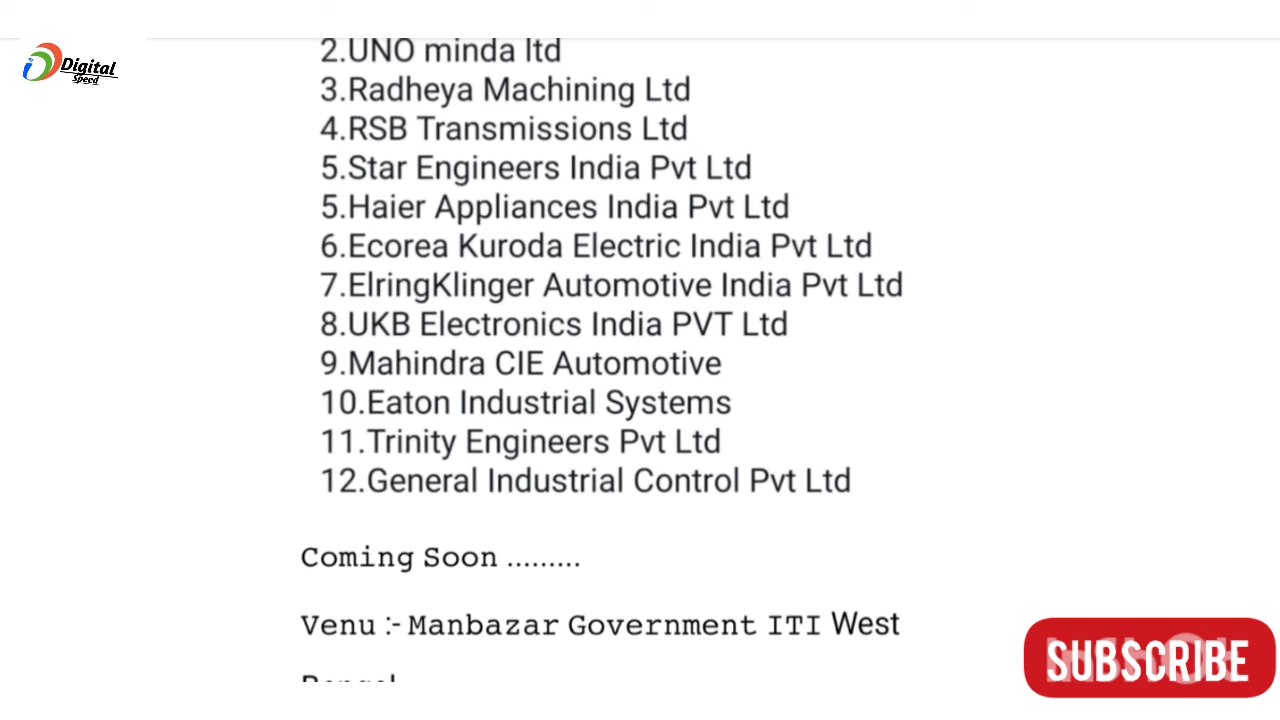 Digital
Speed
2.UNO minda ltd
3.Radheya Machining Ltd
4.RSB Transmissions Ltd
5.Star Engineers India Pvt Ltd
5.Haier Appliances India Pvt Ltd
6.Ecorea Kuroda Electric India Pvt Ltd
7.ElringKlinger Automotive India Pvt Ltd
8.UKB Electronics India PVT Ltd
9.Mahindra CIE Automotive
10.Eaton Industrial Systems
11.Trinity Engineers Pvt Ltd
12.General Industrial Control Pvt Ltd
Coming Soon .........
Venu :- Manbazar Government ITI West
Bengal
SUBSCRIBE